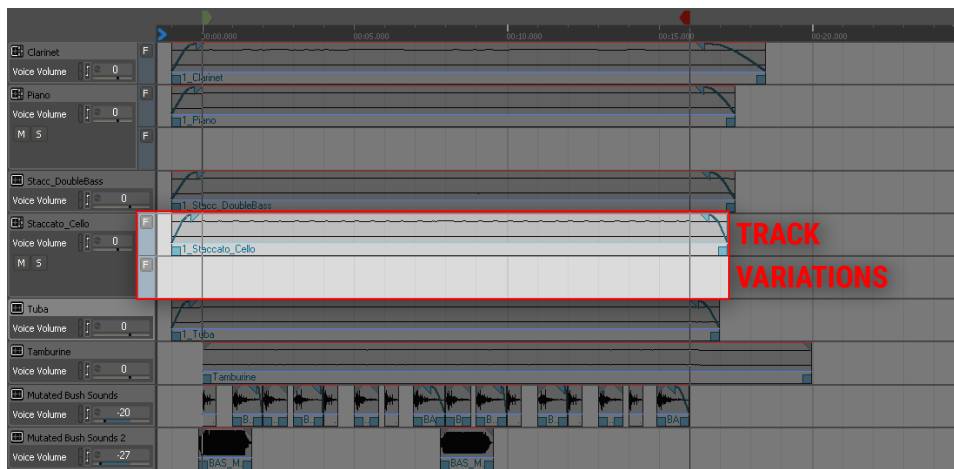 00:00.000 00:05.000 00:10.000 00:15.000 00:20.000
Clarinet F
Voice Volume 0
1_Clarinet
Piano F
Voice Volume 0
1_Piano
M S F
Stacc_DoubleBass
Voice Volume 0
1_Stacc_DoubleBass
Staccato_Cello F
Voice Volume 0
1_Staccato_Cello
TRACK
M S F
VARIATIONS
Tuba
Voice Volume 0
1_Tuba
Tamburine
Voice Volume 0
Tamburine
Mutated Bush Sounds
Voice Volume -20
B... ... B... BA B... B... B... ... BA
Mutated Bush Sounds 2
Voice Volume -27
BAS_M BAS_M